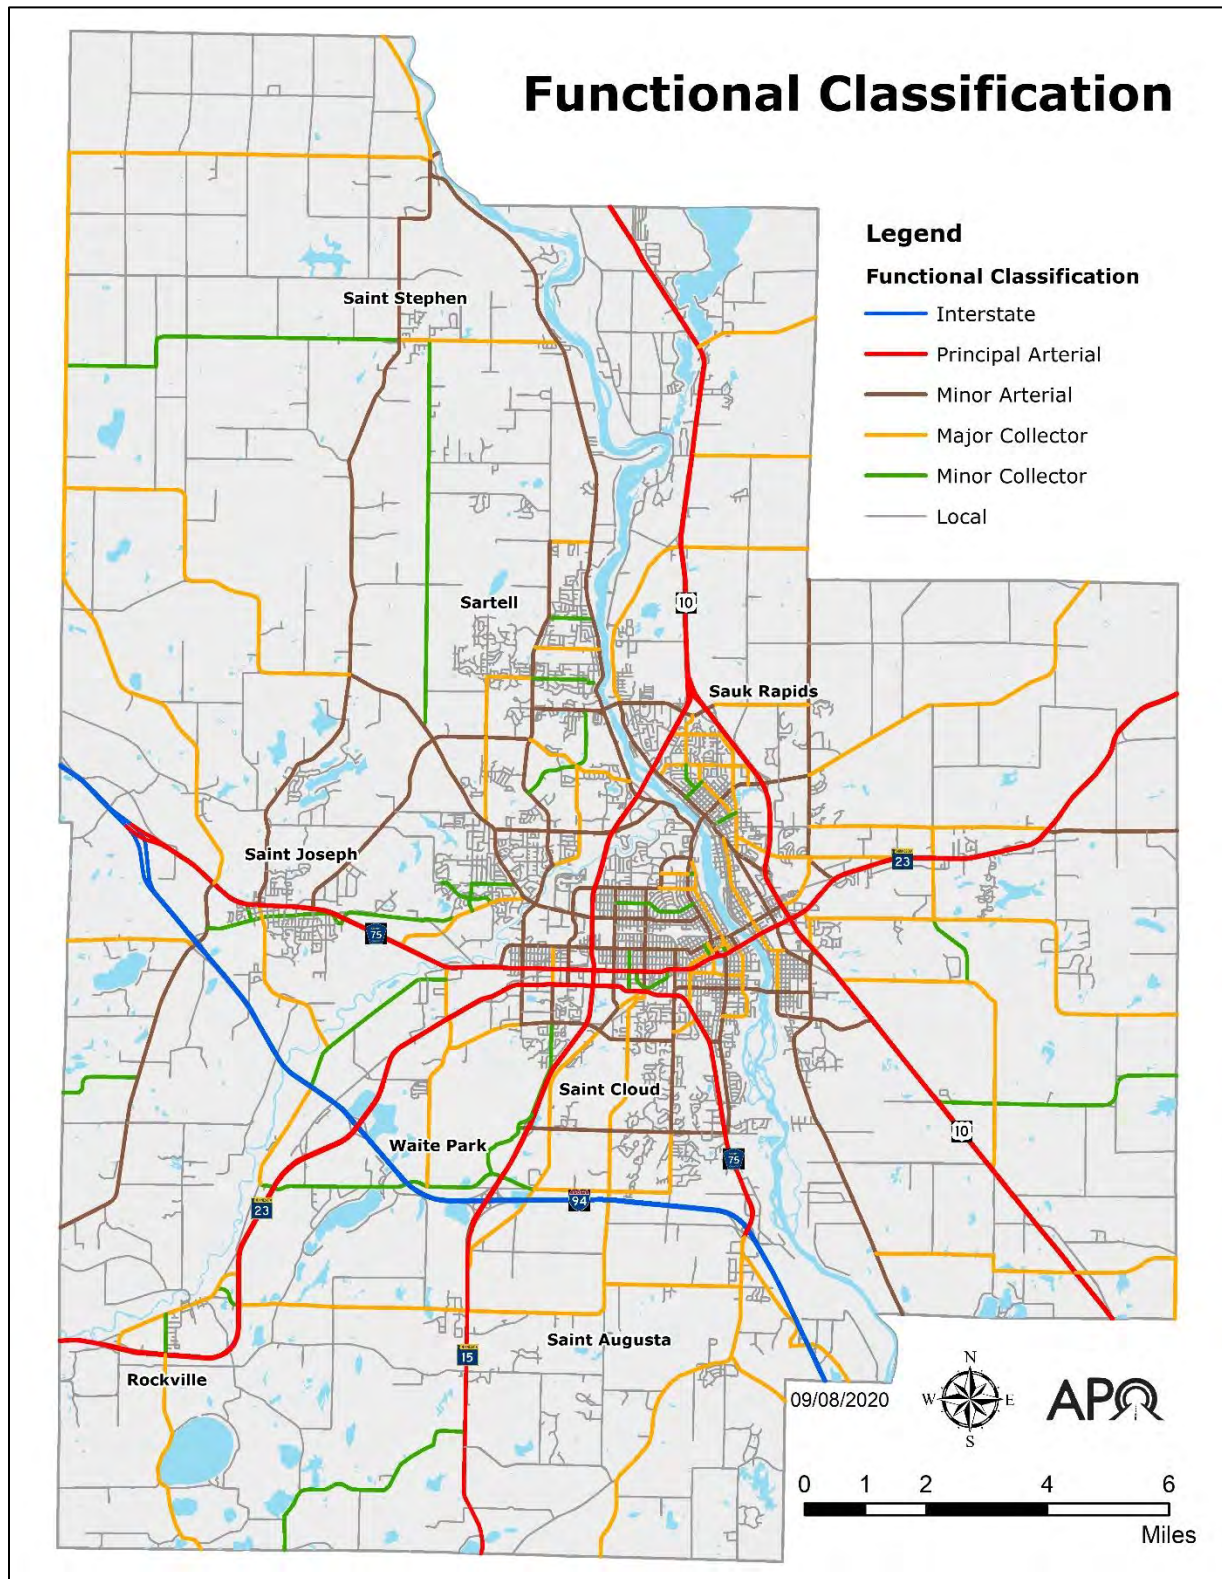 Functional Classification
Legend
Functional Classification
Interstate
Principal Arterial
Minor Arterial
Major Collector
Minor Collector
Local
Saint Stephen
Sartell
10
Sauk Rapids
Saint Joseph
23
75
Saint Cloud
Waite Park
10
75
94
23
Saint Augusta
15
Rockville
09/08/2020
N
W E
S
APO
0 1 2 4 6
Miles